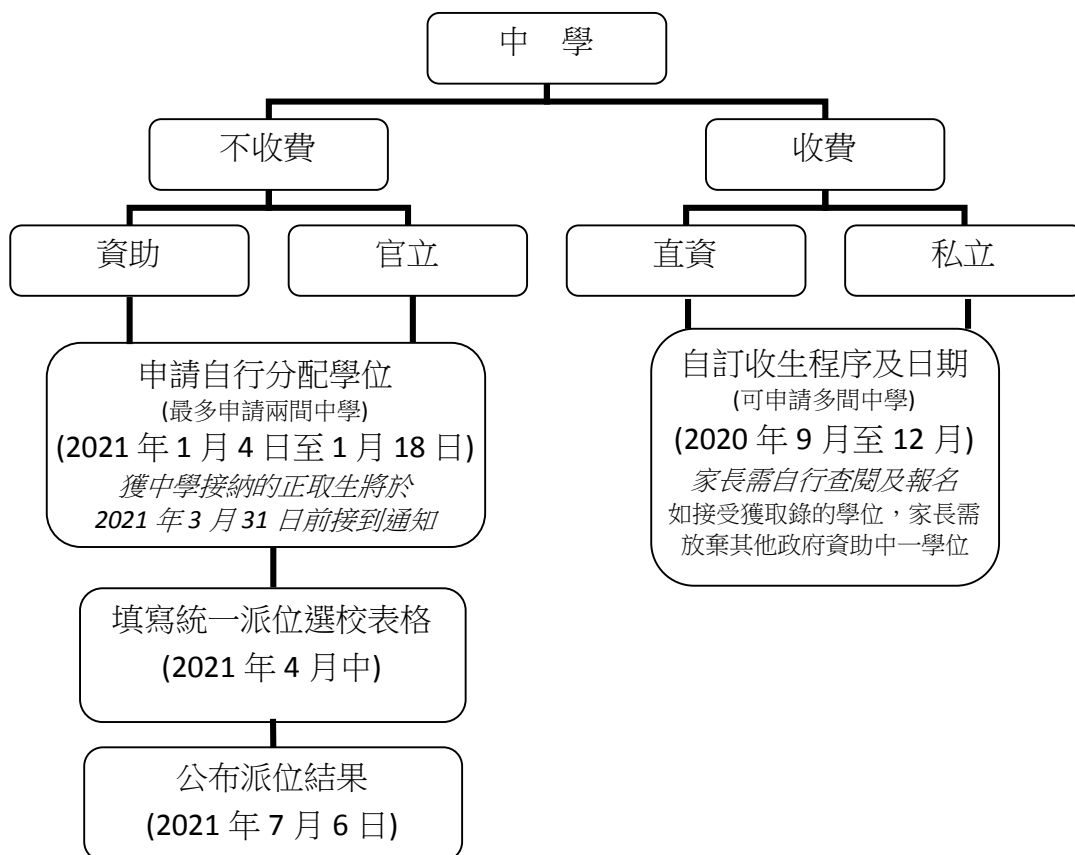 中　學
不收費
收費
資助
官立
直資
私立
申請自行分配學位
(最多申請兩間中學)
(2021 年 1 月 4 日至 1 月 18 日)
獲中學接納的正取生將於
2021 年 3 月 31 日前接到通知
自訂收生程序及日期
(可申請多間中學)
(2020 年 9 月至 12 月)
家長需自行查閱及報名
如接受獲取錄的學位，家長需
放棄其他政府資助中一學位
填寫統一派位選校表格
(2021 年 4 月中)
公布派位結果
(2021 年 7 月 6 日)